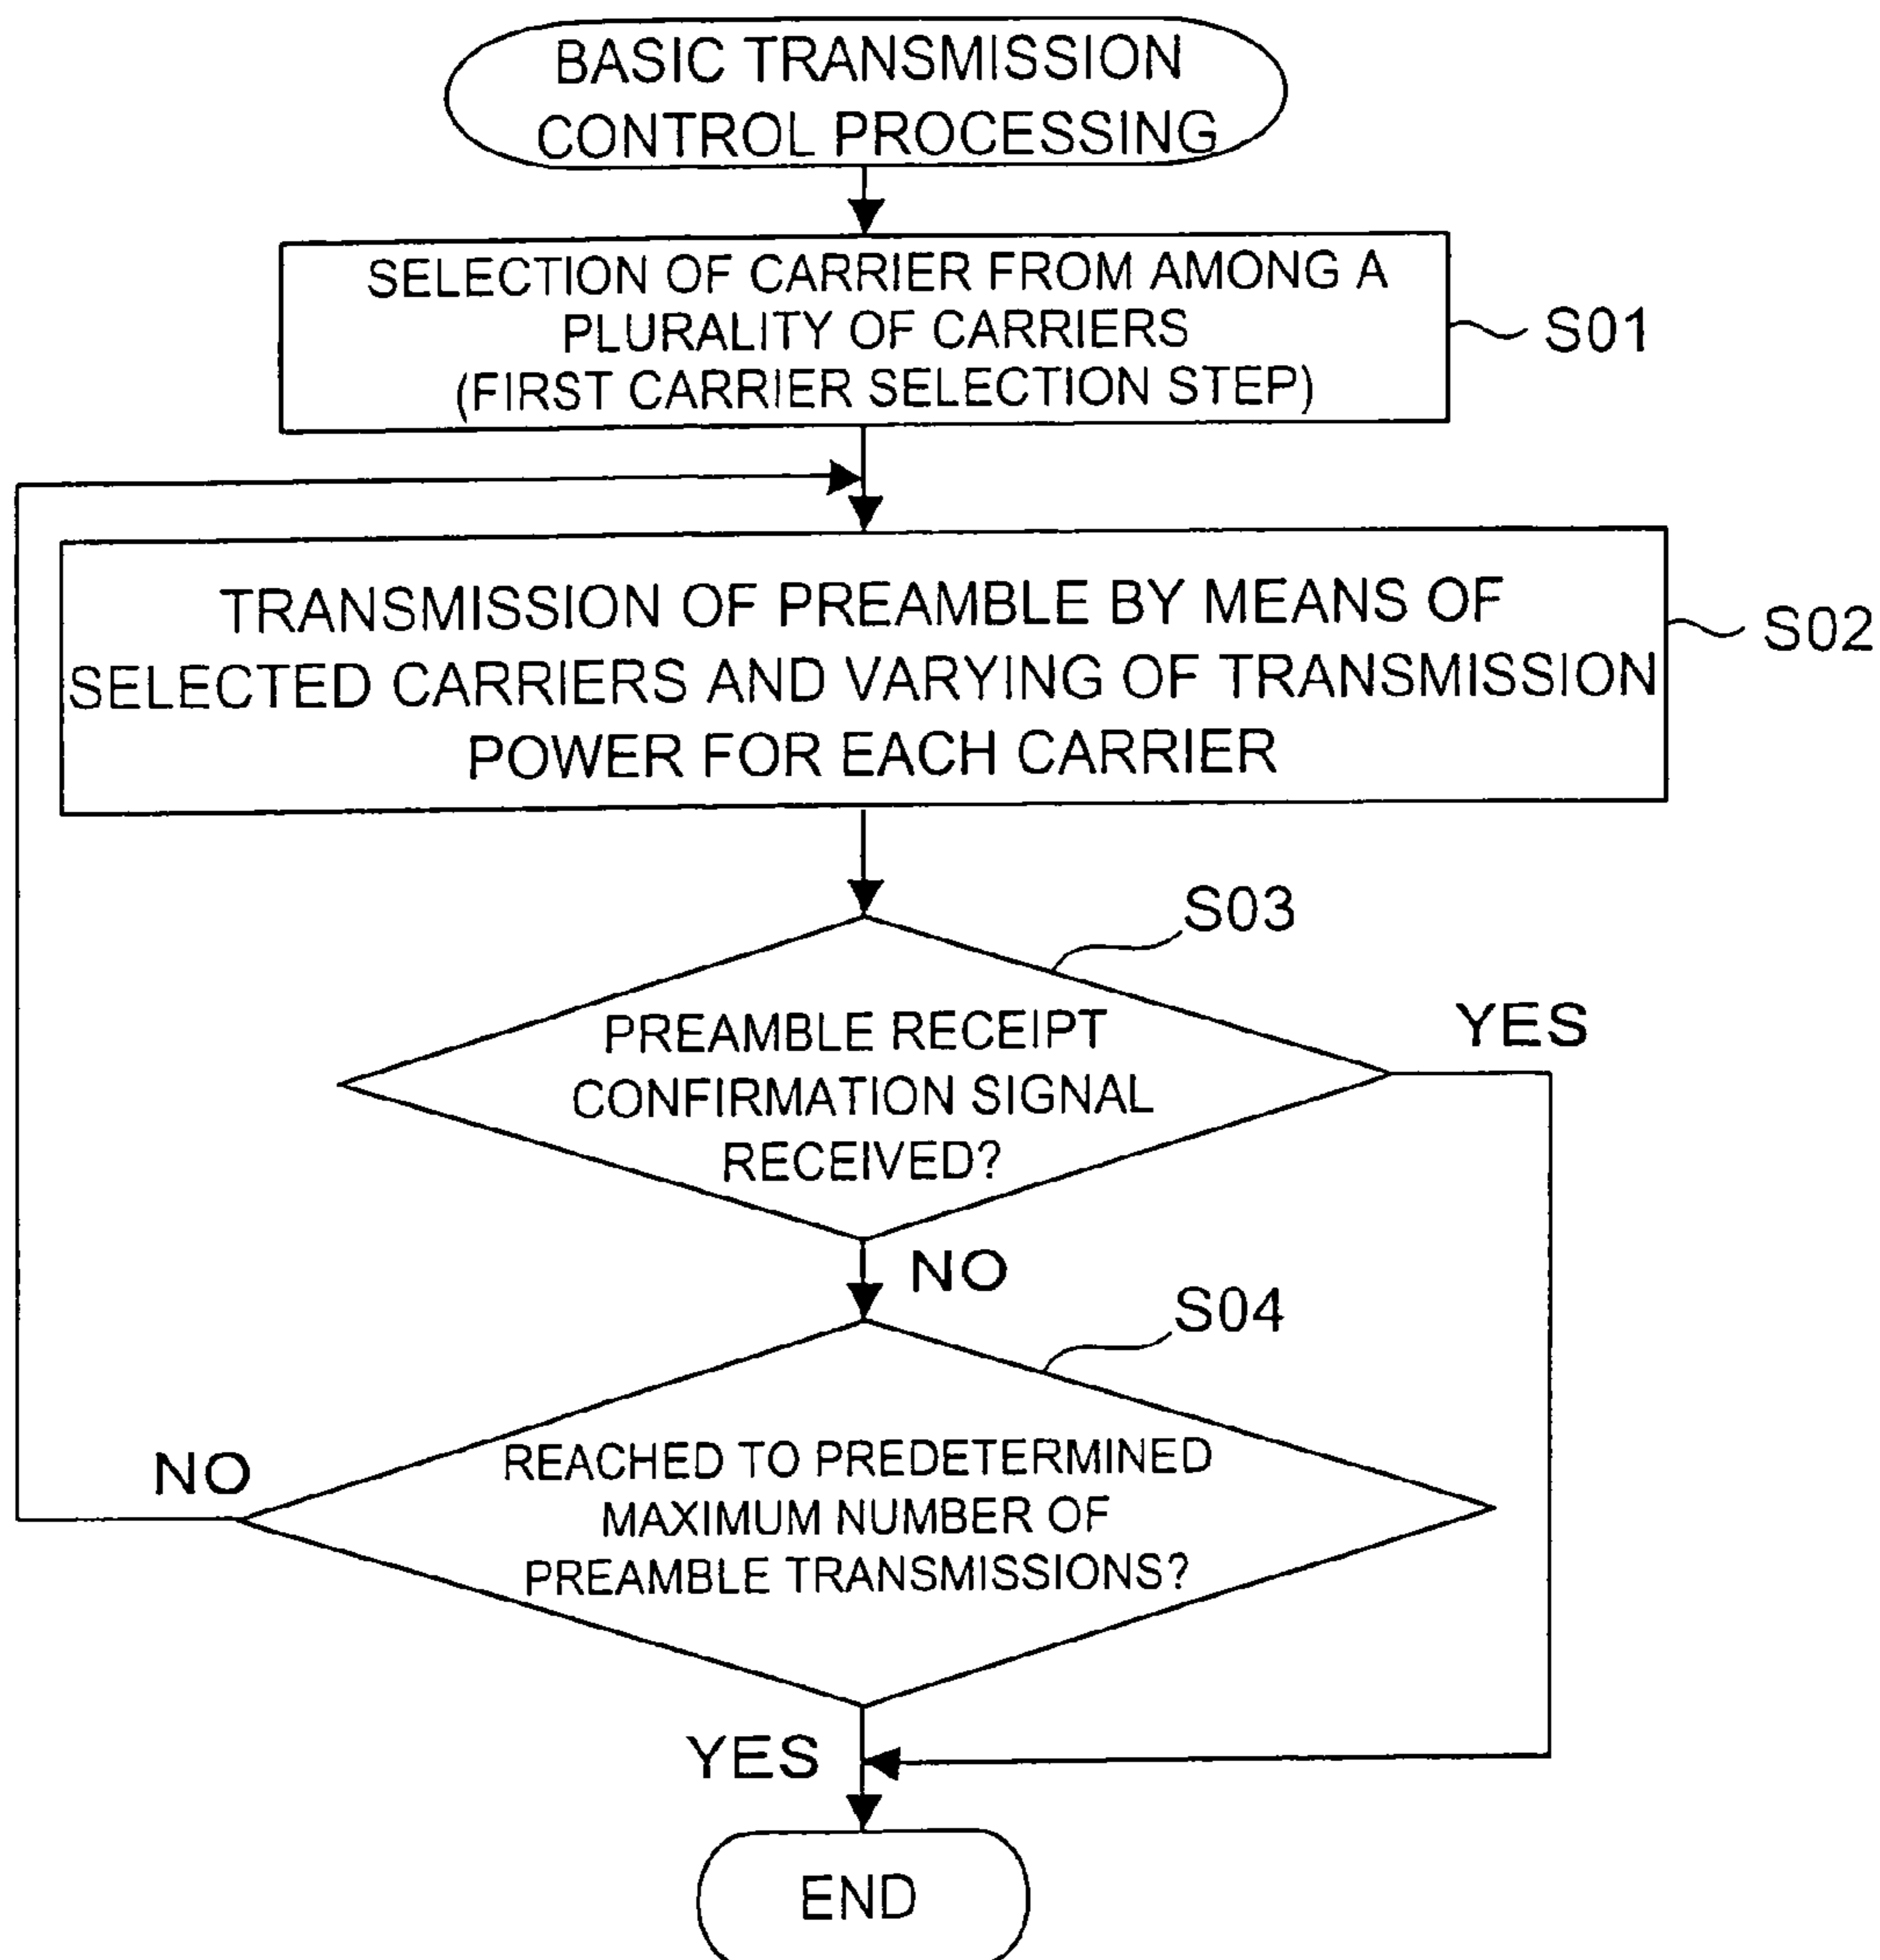 BASIC TRANSMISSION
CONTROL PROCESSING
SELECTION OF CARRIER FROM AMONG A
PLURALITY OF CARRIERS
(FIRST CARRIER SELECTION STEP)
S01
TRANSMISSION OF PREAMBLE BY MEANS OF
SELECTED CARRIERS AND VARYING OF TRANSMISSION
POWER FOR EACH CARRIER
S02
S03
PREAMBLE RECEIPT
CONFIRMATION SIGNAL
RECEIVED?
YES
NO
S04
REACHED TO PREDETERMINED
MAXIMUM NUMBER OF
PREAMBLE TRANSMISSIONS?
NO
YES
END